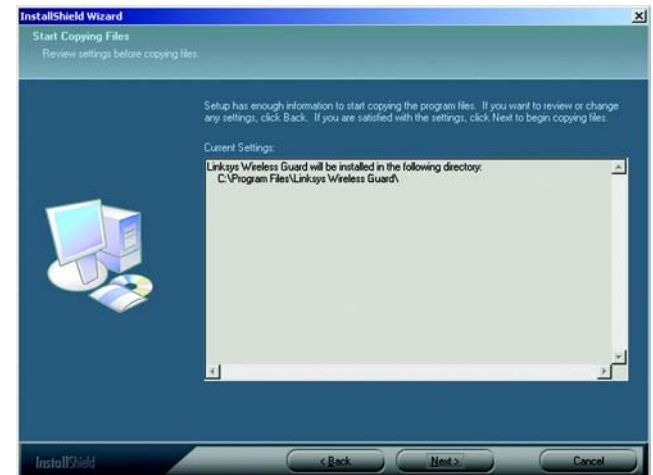 InstallShield Wizard
Start Copying Files
Review settings before copying files.
Setup has enough information to start copying the program files. If you want to review or change
any settings, click Back. If you are satisfied with the settings, click Next to begin copying files.
Current Settings:
Linksys Wireless Guard will be installed in the following directory:
C:\Program Files\Linksys Wireless Guard\
InstallShield
< Back
Next >
Cancel